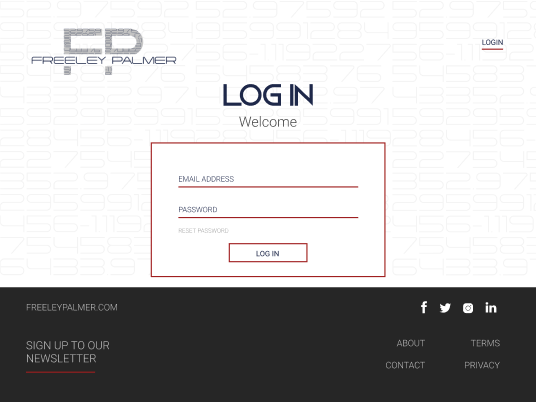 FP
FREELEY PALMER
LOGIN
LOG IN
Welcome
EMAIL ADDRESS
PASSWORD
RESET PASSWORD
LOG IN
FREELEYPALMER.COM
SIGN UP TO OUR
NEWSLETTER
ABOUT
TERMS
CONTACT
PRIVACY